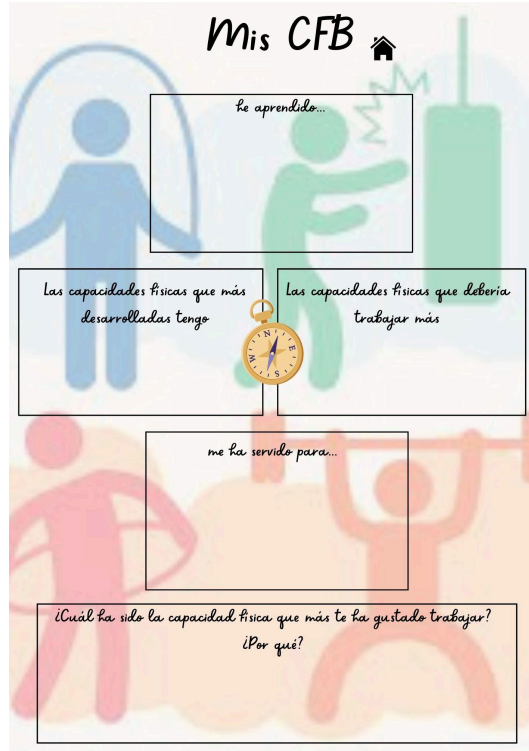 Mis CFB
he aprendido...
Las capacidades físicas que más
desarrolladas tengo
Las capacidades físicas que debería
trabajar más
N
E
S
W
me ha servido para...
¿Cuál ha sido la capacidad física que más te ha gustado trabajar?
¿Por qué?